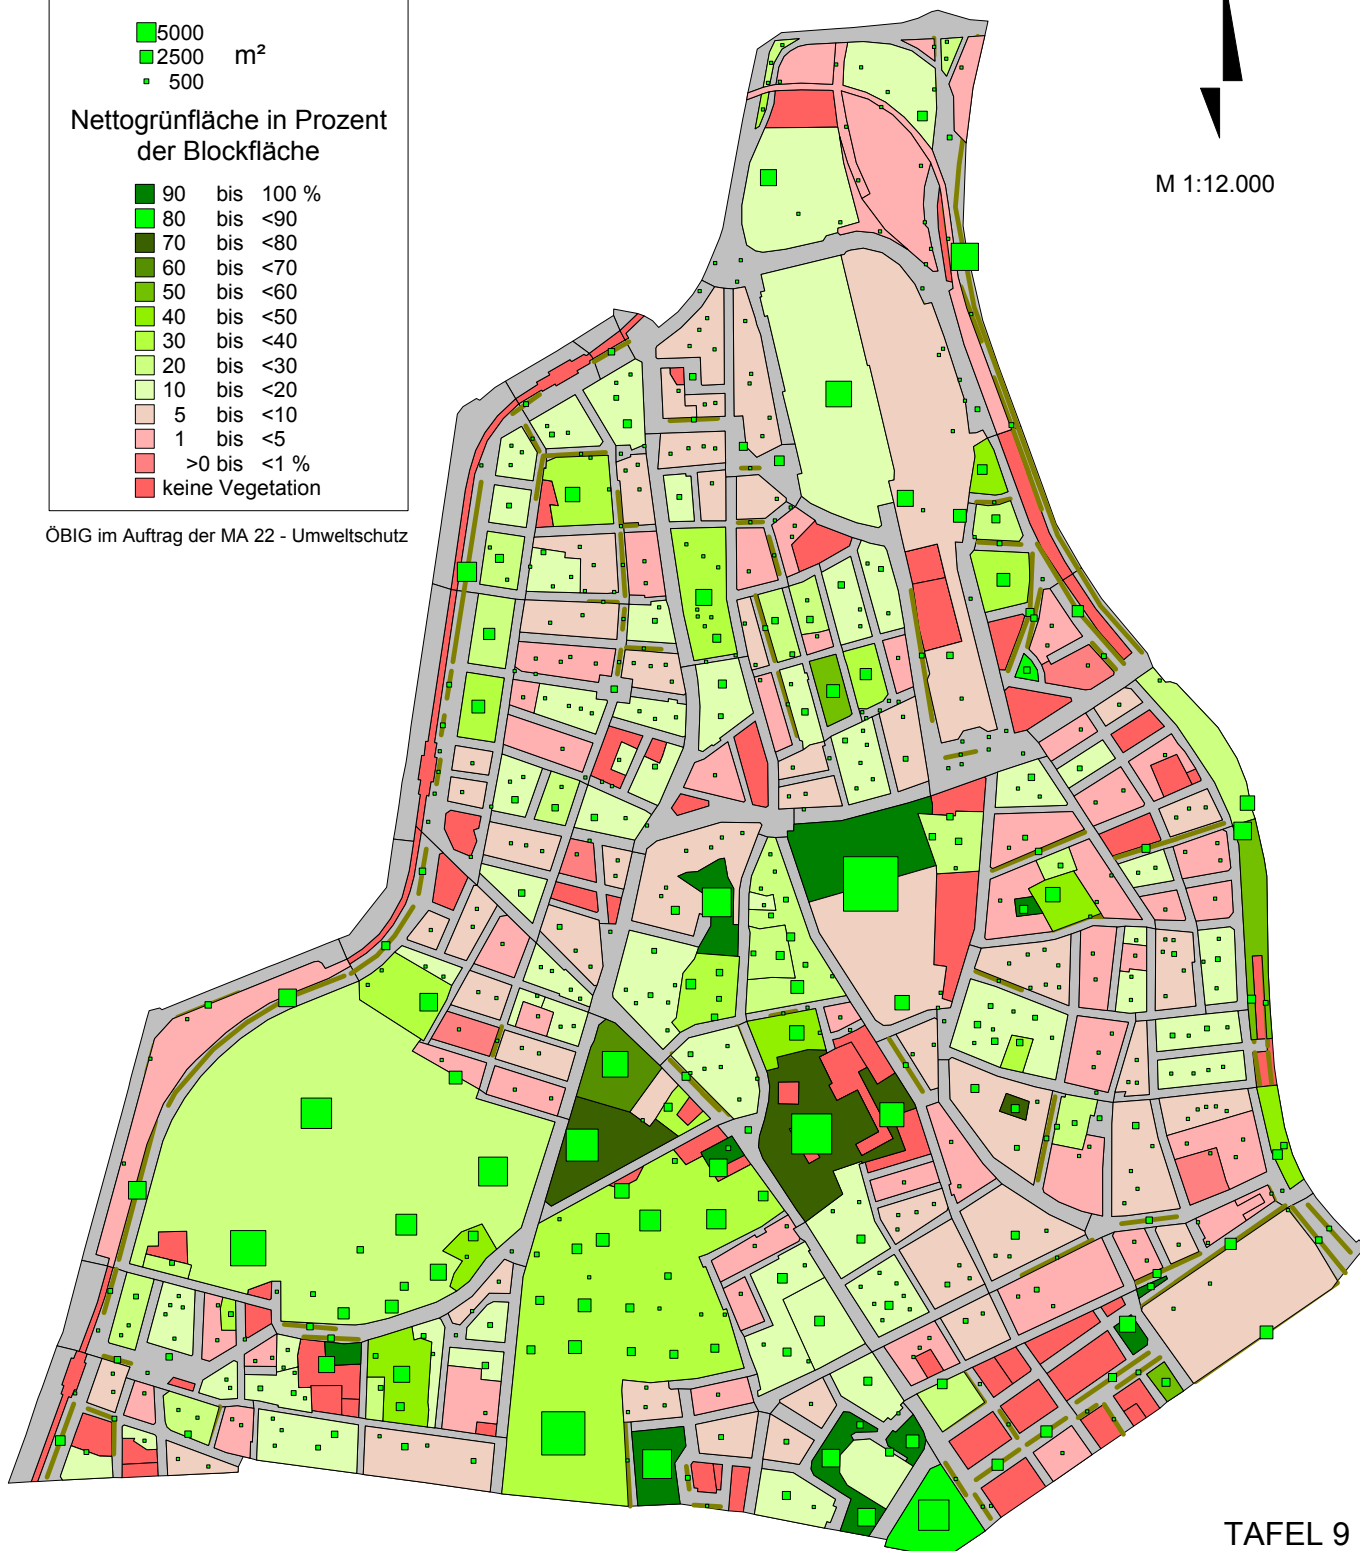 5000
2500 m²
500
Nettogrünfläche in Prozent
der Blockfläche
90 bis 100 %
80 bis <90
70 bis <80
60 bis <70
50 bis <60
40 bis <50
30 bis <40
20 bis <30
10 bis <20
5 bis <10
1 bis <5
>0 bis <1 %
keine Vegetation
ÖBIG im Auftrag der MA 22 - Umweltschutz
M 1:12.000
TAFEL 9